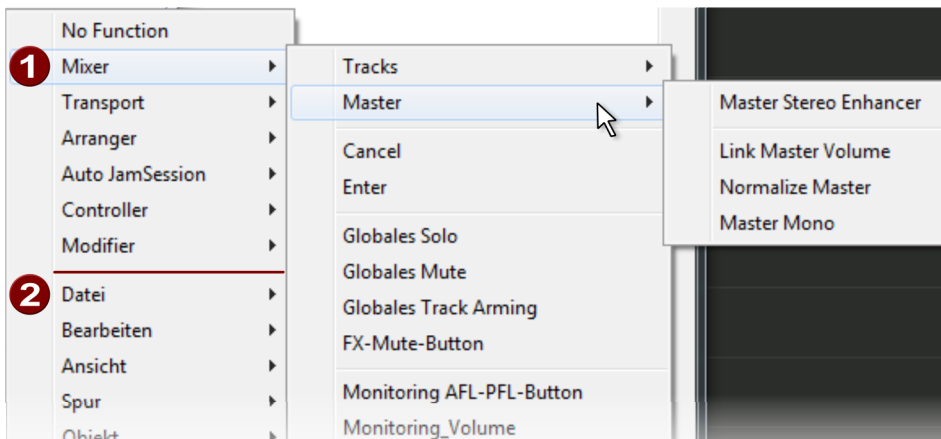 No Function
1 Mixer
Transport
Arranger
Auto JamSession
Controller
Modifier
2 Datei
Bearbeiten
Ansicht
Spur
Objekt
Tracks
Master
Cancel
Enter
Globales Solo
Globales Mute
Globales Track Arming
FX-Mute-Button
Monitoring AFL-PFL-Button
Monitoring_Volume
Master Stereo Enhancer
Link Master Volume
Normalize Master
Master Mono